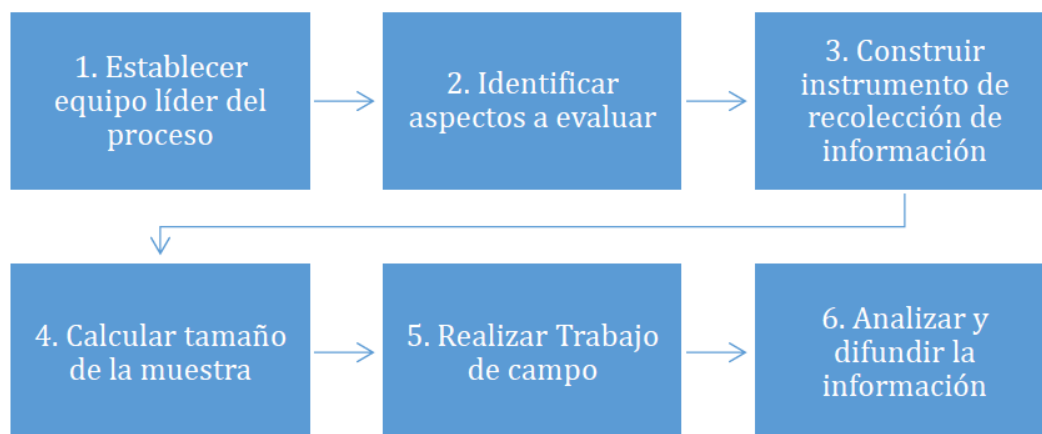 1. Establecer
equipo líder del
proceso
2. Identificar
aspectos a evaluar
3. Construir
instrumento de
recolección de
información
4. Calcular tamaño
de la muestra
5. Realizar Trabajo
de campo
6. Analizar y
difundir la
información